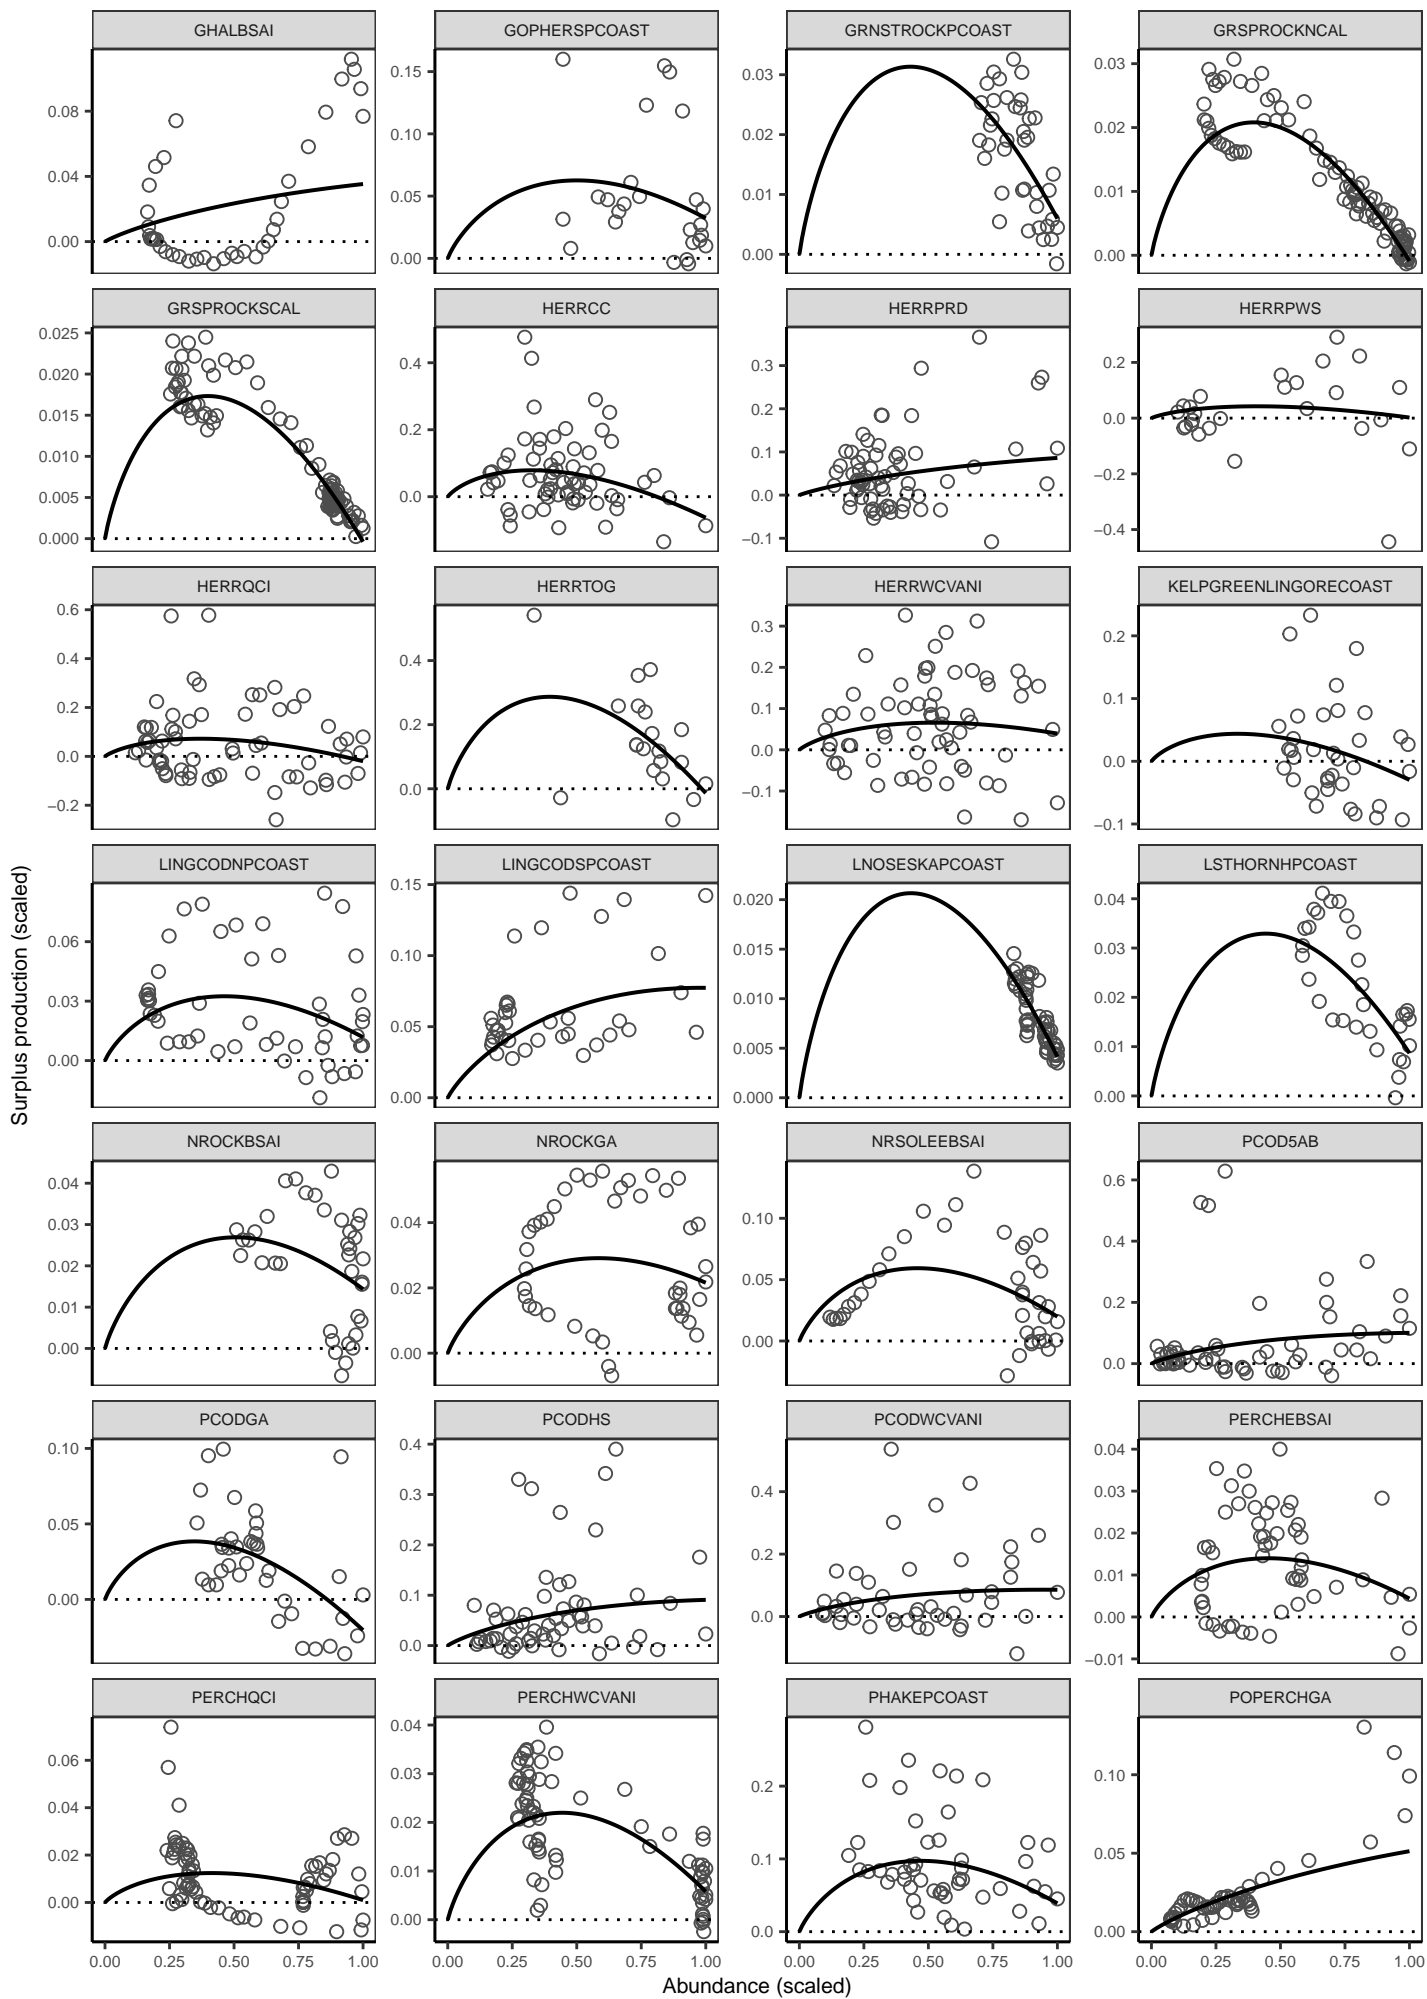 GHALBSAI GOPHERSPCOAST GRNSTROCKPCOAST GRSPROCKNCAL
0.08 0.04 0.00
0.15 0.10 0.05 0.00
0.03 0.02 0.01 0.00
0.03 0.02 0.01 0.00
GRSPROCKSCAL HERRCC HERRPRD HERRPWS
0.025 0.020 0.015 0.010 0.005 0.000
0.4 0.2 0.0
0.3 0.2 0.1 0.0 −0.1
0.2 0.0 −0.2 −0.4
HERRQCI HERRTOG HERRWCVANI KELPGREENLINGORECOAST
0.6 0.4 0.2 0.0 −0.2
0.4 0.2 0.0
0.3 0.2 0.1 0.0 −0.1
0.2 0.1 0.0 −0.1
Surplus production (scaled)
LINGCODNPCOAST LINGCODSPCOAST LNOSESKAPCOAST LSTHORNHPCOAST
0.06 0.03 0.00
0.15 0.10 0.05 0.00
0.020 0.015 0.010 0.005 0.000
0.04 0.03 0.02 0.01 0.00
NROCKBSAI NROCKGA NRSOLEEBSAI PCOD5AB
0.04 0.03 0.02 0.01 0.00
0.04 0.02 0.00
0.10 0.05 0.00
0.6 0.4 0.2 0.0
PCODGA PCODHS PCODWCVANI PERCHEBSAI
0.10 0.05 0.00
0.4 0.3 0.2 0.1 0.0
0.4 0.2 0.0
0.04 0.03 0.02 0.01 0.00 −0.01
PERCHQCI PERCHWCVANI PHAKEPCOAST POPERCHGA
0.06 0.04 0.02 0.00
0.04 0.03 0.02 0.01 0.00
0.2 0.1 0.0
0.10 0.05 0.00
0.00 0.25 0.50 0.75 1.00 0.00 0.25 0.50 0.75 1.00 0.00 0.25 0.50 0.75 1.00 0.00 0.25 0.50 0.75 1.00
Abundance (scaled)